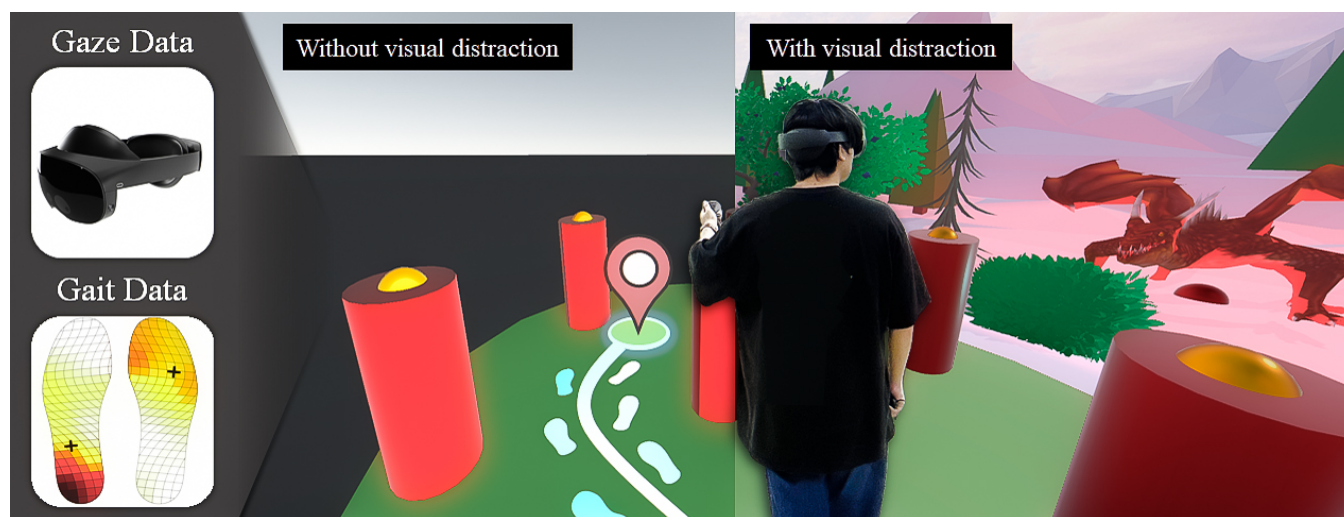 Gaze Data
Without visual distraction
With visual distraction
Gait Data